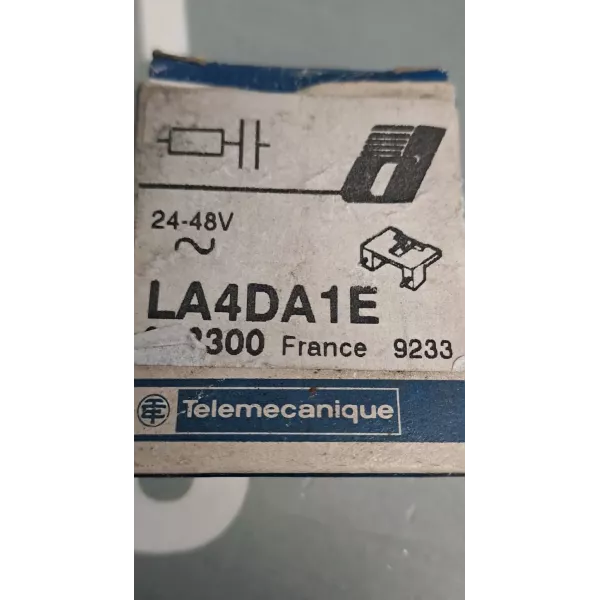 24-48V
LA4DA1E
300 France 9233
Telemecanique